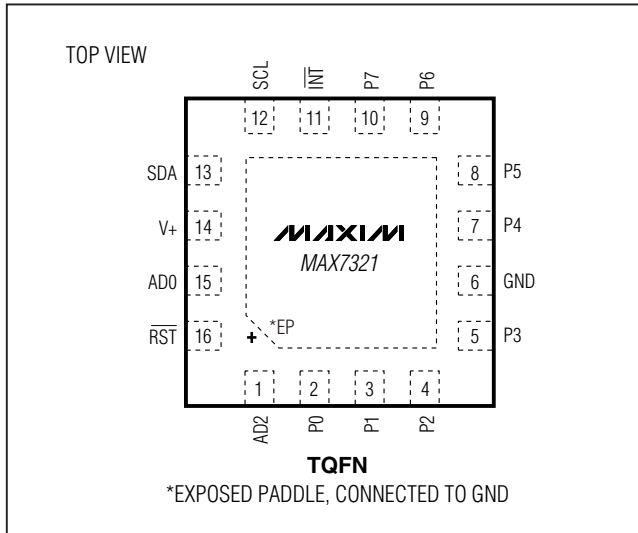 TOP VIEW
SCL
INT
P7
P6
12
11
10
9
SDA 13
8 P5
V+ 14
MAXIM
7 P4
MAX7321
AD0 15
6 GND
RST 16
+
*EP
5 P3
1
2
3
4
AD2
P0
P1
P2
TQFN
*EXPOSED PADDLE, CONNECTED TO GND